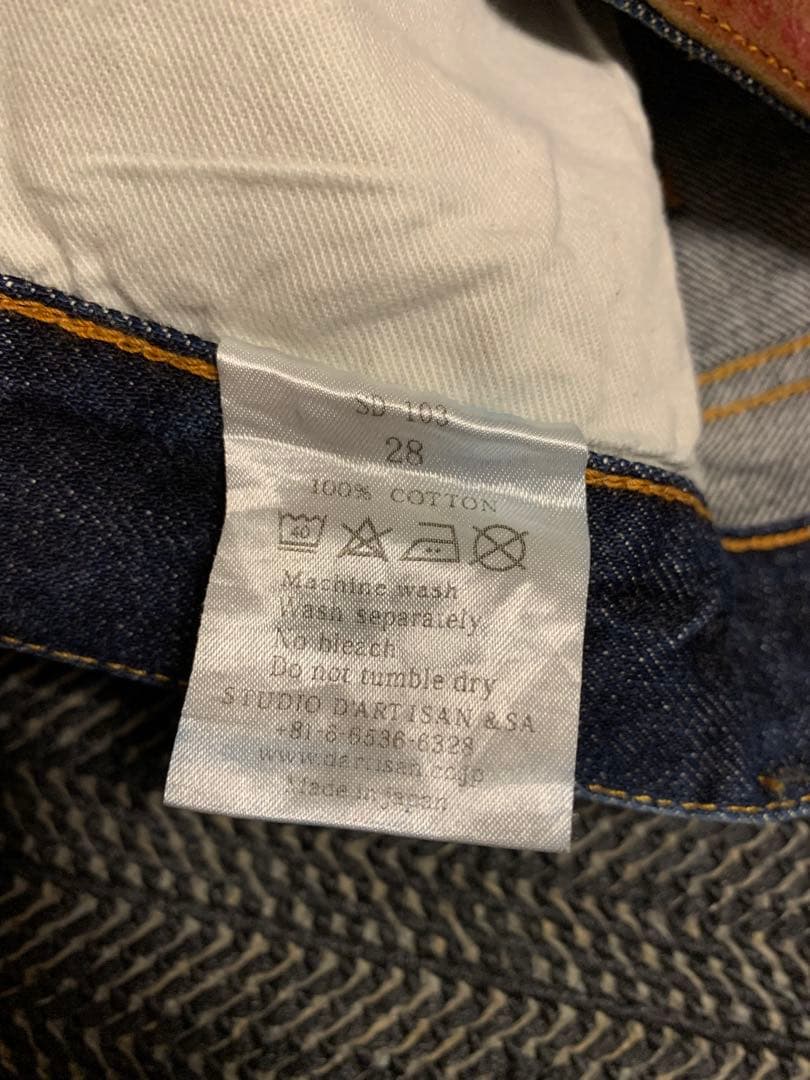 SD 103
28
100% COTTON
40
Machine wash
Wash separately
No bleach
Do not tumble dry
STUDIO D'ARTISAN & SA
+81-6-6536-6328
www.dartisan.co.jp
Made in japan